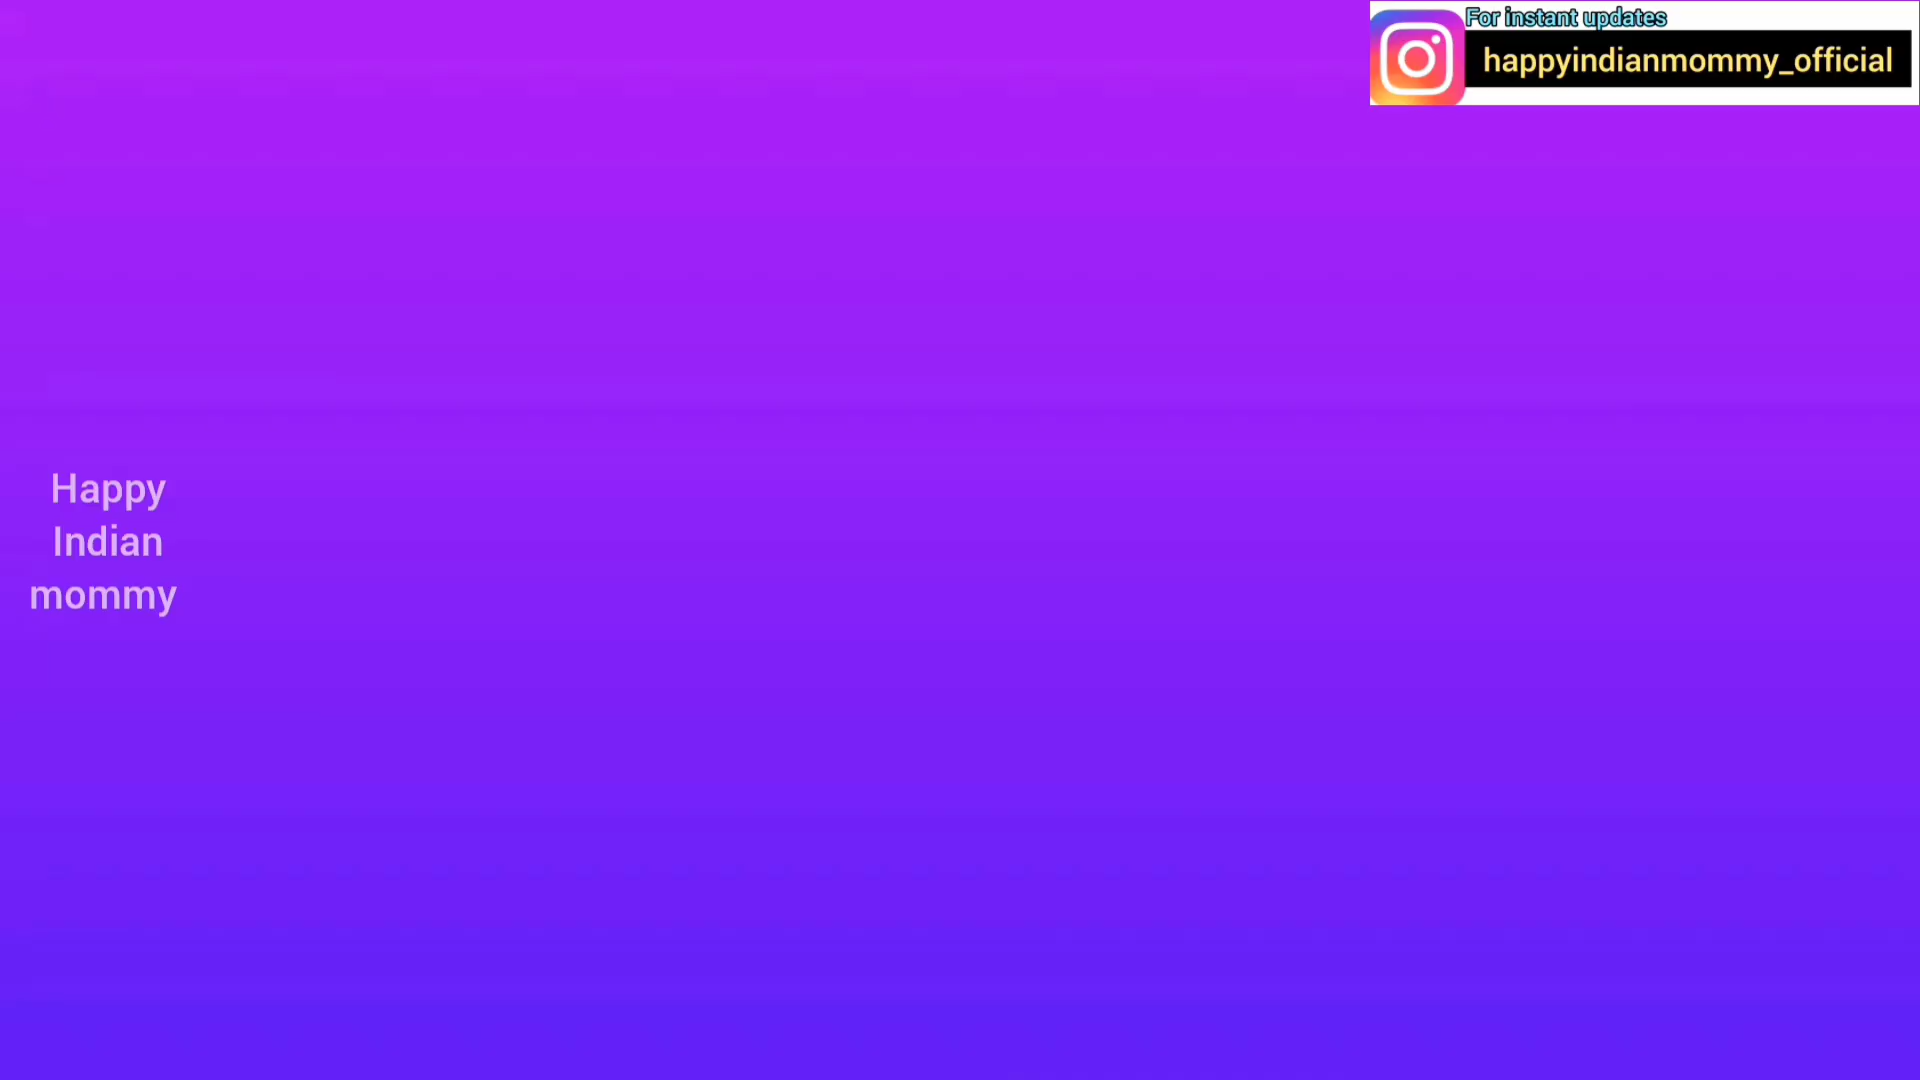 For instant updates
happyindianmommy_official
Happy
Indian
mommy